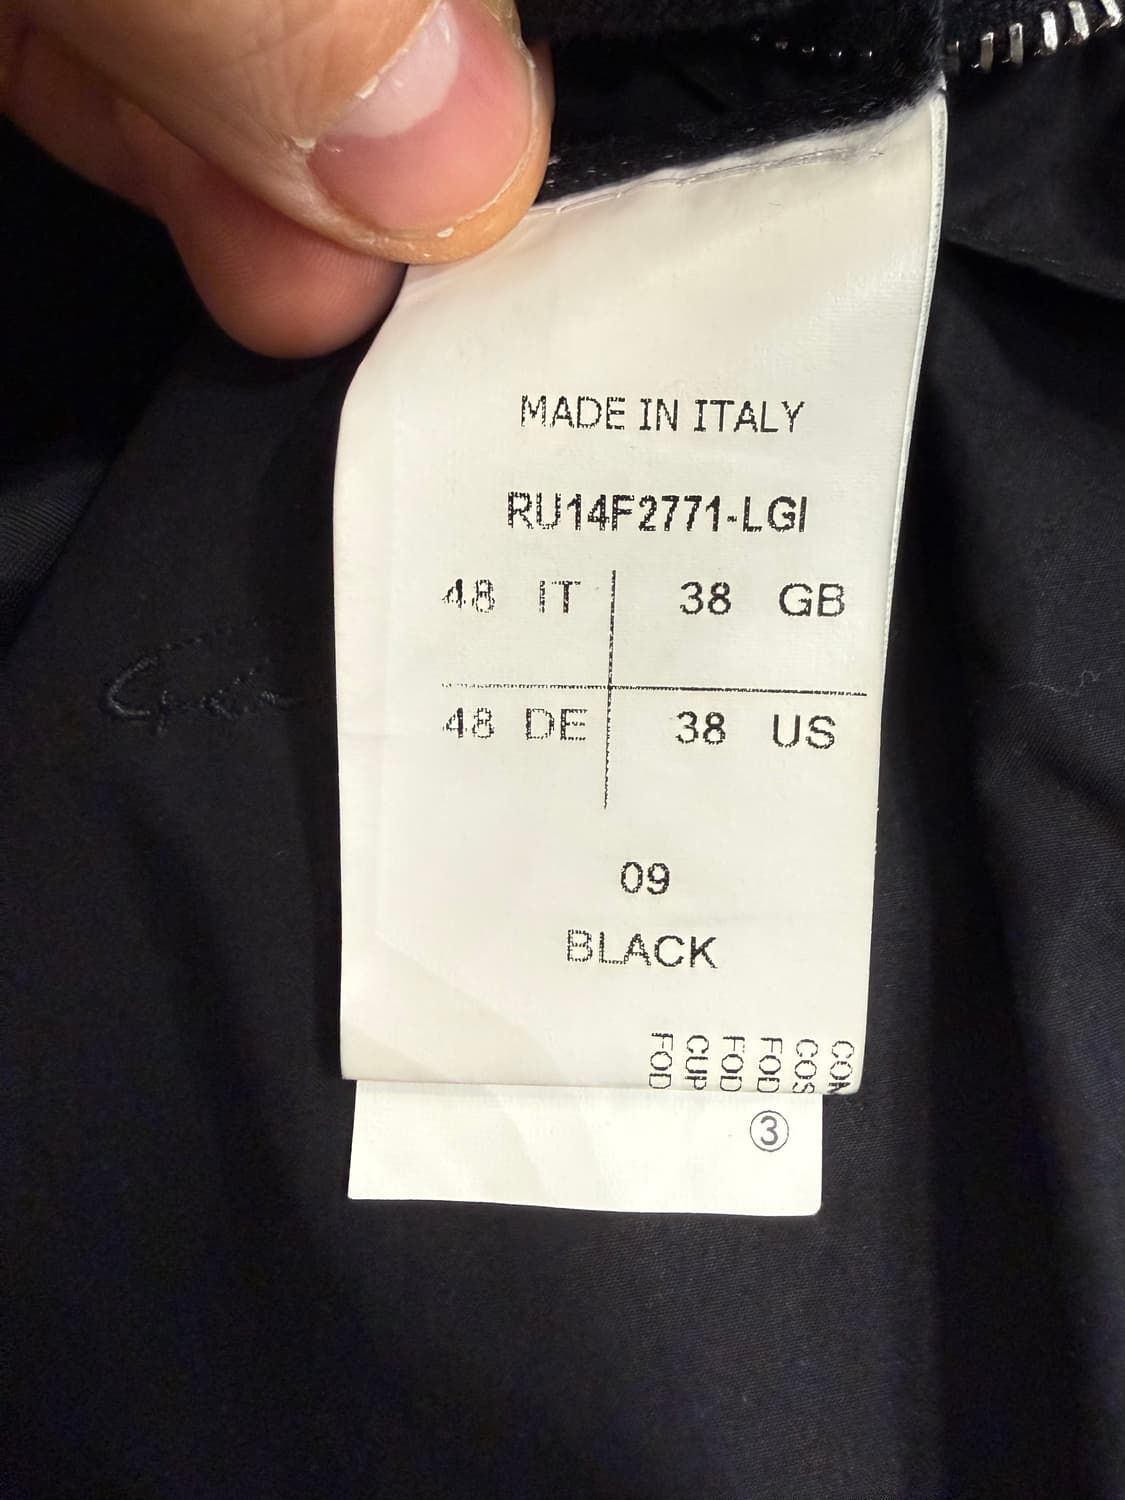 MADE IN ITALY
RU14F2771-LGI
48 IT 38 GB
48 DE 38 US
09
BLACK
FOD
CUP
FOD
FOD
COS
③